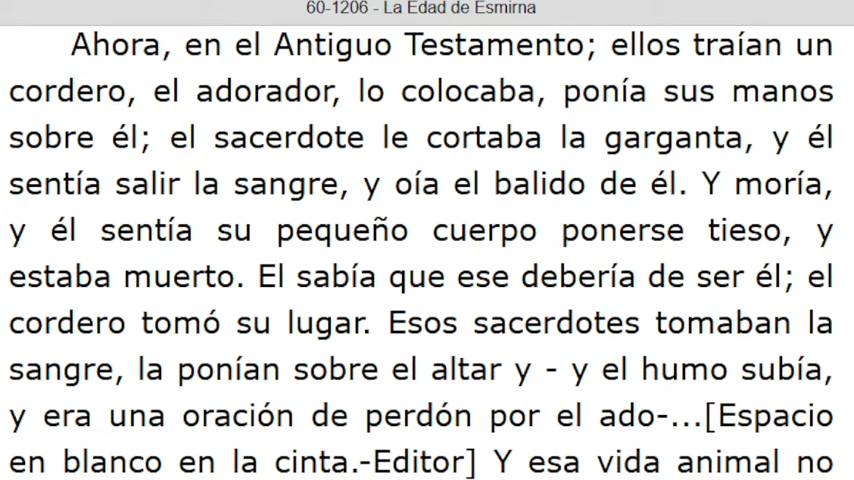 60-1206 - La Edad de Esmirna
Ahora, en el Antiguo Testamento; ellos traían un
cordero, el adorador, lo colocaba, ponía sus manos
sobre él; el sacerdote le cortaba la garganta, y él
sentía salir la sangre, y oía el balido de él. Y moría,
y él sentía su pequeño cuerpo ponerse tieso, y
estaba muerto. El sabía que ese debería de ser él; el
cordero tomó su lugar. Esos sacerdotes tomaban la
sangre, la ponían sobre el altar y - y el humo subía,
y era una oración de perdón por el ado-...[Espacio
en blanco en la cinta.-Editor] Y esa vida animal no